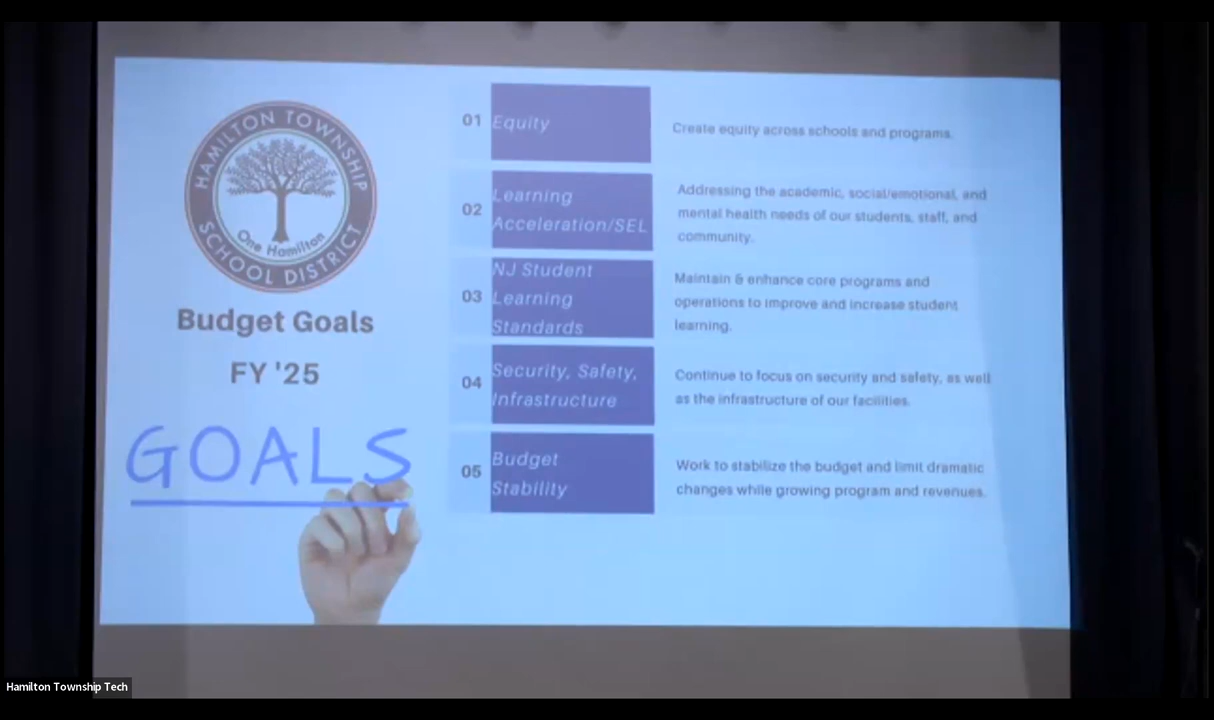 HAMILTON TOWNSHIP
One Hamilton
SCHOOL DISTRICT
Budget Goals
FY '25
GOALS
01
Equity
Create equity across schools and programs.
02
Learning
Acceleration/SEL
Addressing the academic, social/emotional, and
mental health needs of our students, staff, and
community.
03
NJ Student
Learning
Standards
Maintain & enhance core programs and
operations to improve and increase student
learning.
04
Security, Safety,
Infrastructure
Continue to focus on security and safety, as well
as the infrastructure of our facilities.
05
Budget
Stability
Work to stabilize the budget and limit dramatic
changes while growing program and revenues.
Hamilton Township Tech